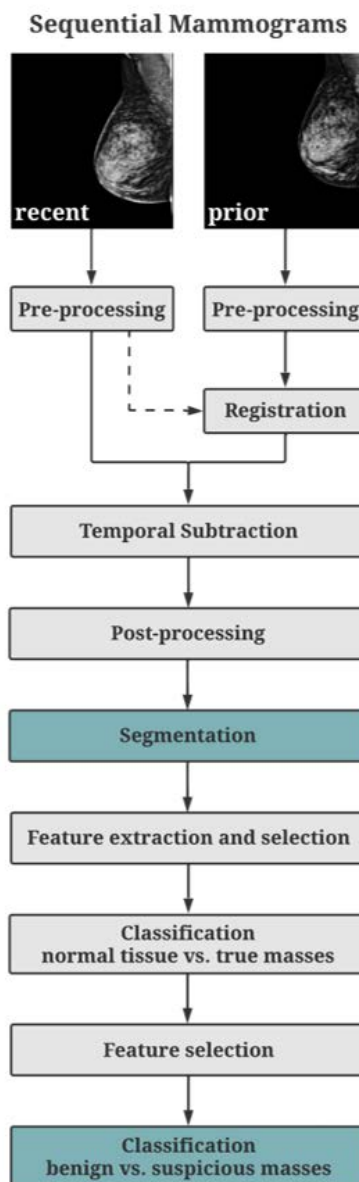 Sequential Mammograms
recent
prior
Pre-processing
Pre-processing
Registration
Temporal Subtraction
Post-processing
Segmentation
Feature extraction and selection
Classification
normal tissue vs. true masses
Feature selection
Classification
benign vs. suspicious masses